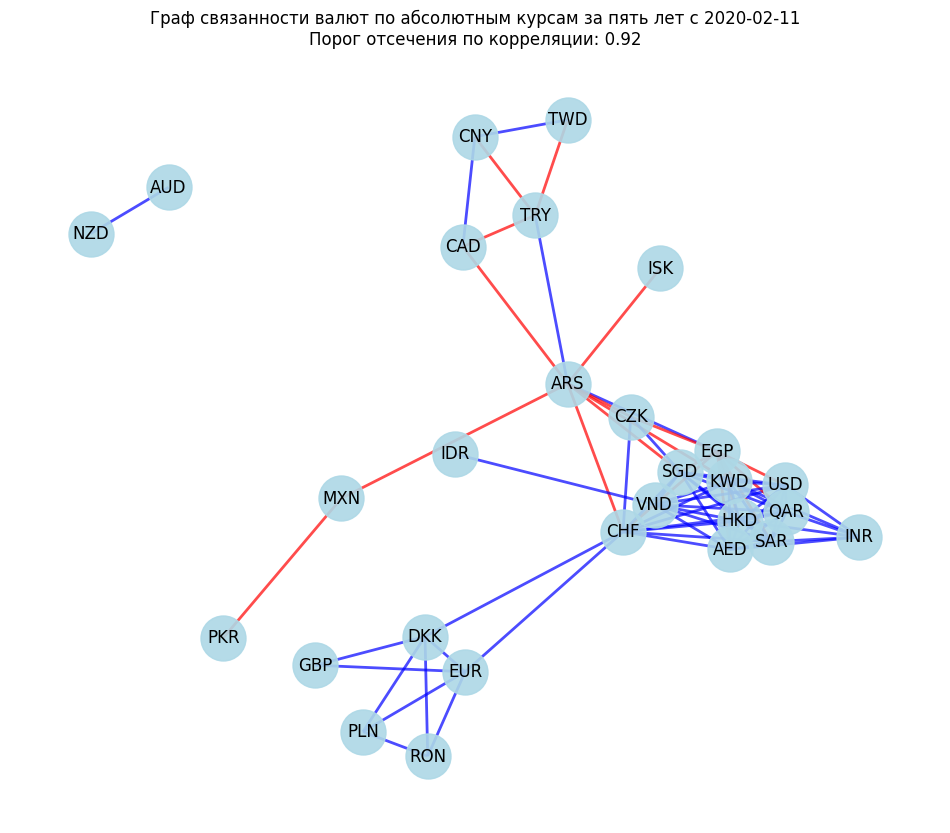 Граф связанности валют по абсолютным курсам за пять лет с 2020-02-11
Порог отсечения по корреляции: 0.92
TWD
CNY
AUD
TRY
NZD
CAD
ISK
ARS
CZK
EGP
IDR
SGD
KWD
USD
MXN
VND
QAR
HKD
CHF
INR
SAR
AED
DKK
PKR
GBP
EUR
PLN
RON